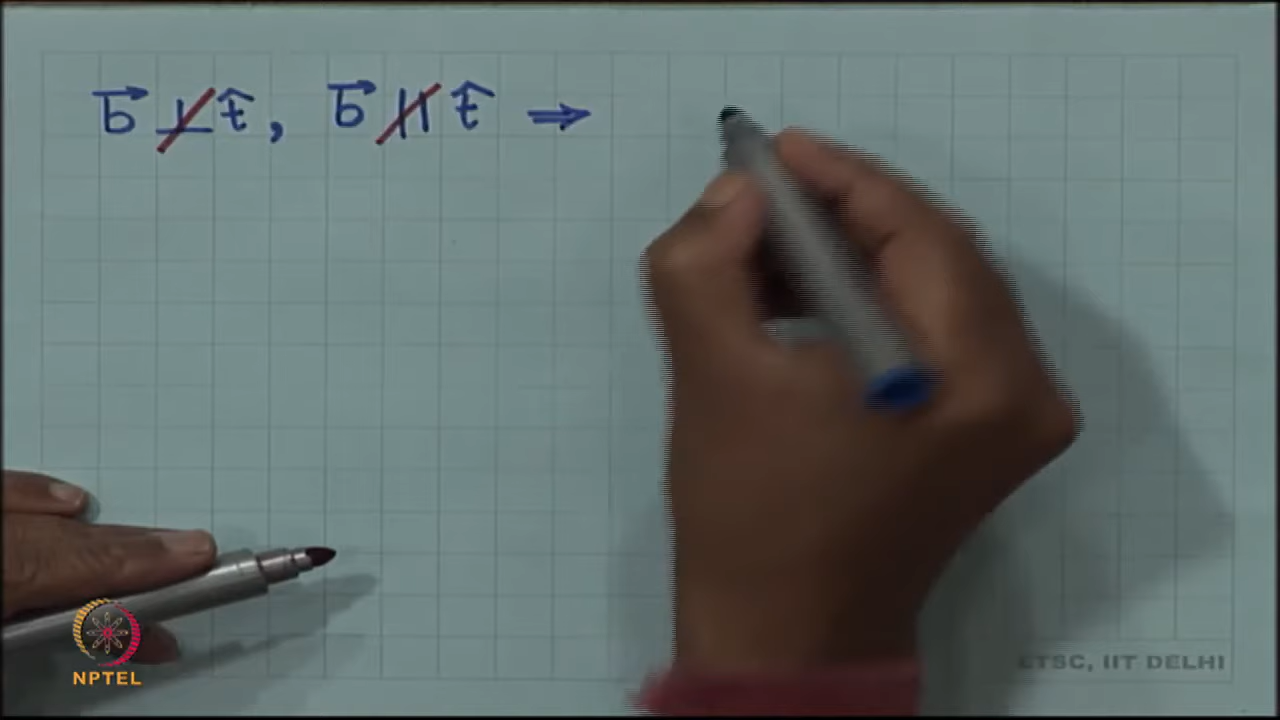 b⃗ ⊥̸ t̂, b⃗ ∦ t̂ ⇒
NPTEL
ETSC, IIT DELHI